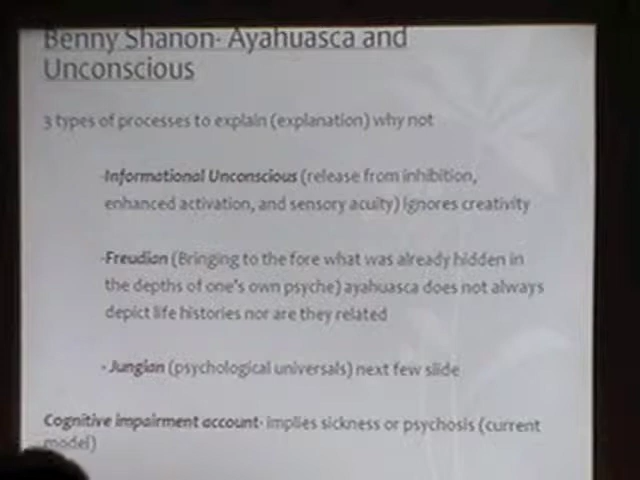 Benny Shanon- Ayahuasca and
Unconscious
3 types of processes to explain (explanation) why not
-Informational Unconscious (release from inhibition,
enhanced activation, and sensory acuity) ignores creativity
-Freudian (Bringing to the fore what was already hidden in
the depths of one's own psyche) ayahuasca does not always
depict life histories nor are they related
- Jungian (psychological universals) next few slide
Cognitive impairment account- implies sickness or psychosis (current
model)